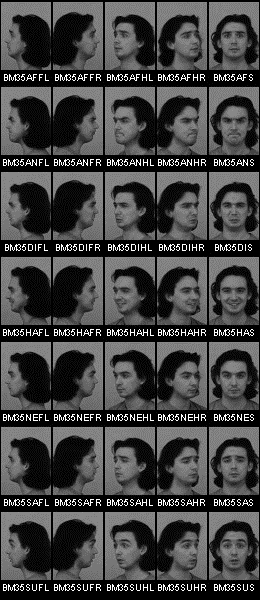 BM35AFFL BM35AFFR BM35AFHL BM35AFHR BM35AFS
BM35ANFL BM35ANFR BM35ANHL BM35ANHR BM35ANS
BM35DIFL BM35DIFR BM35DIHL BM35DIHR BM35DIS
BM35HAFL BM35HAFR BM35HAHL BM35HAHR BM35HAS
BM35NEFL BM35NEFR BM35NEHL BM35NEHR BM35NES
BM35SAFL BM35SAFR BM35SAHL BM35SAHR BM35SAS
BM35SUFL BM35SUFR BM35SUHL BM35SUHR BM35SUS